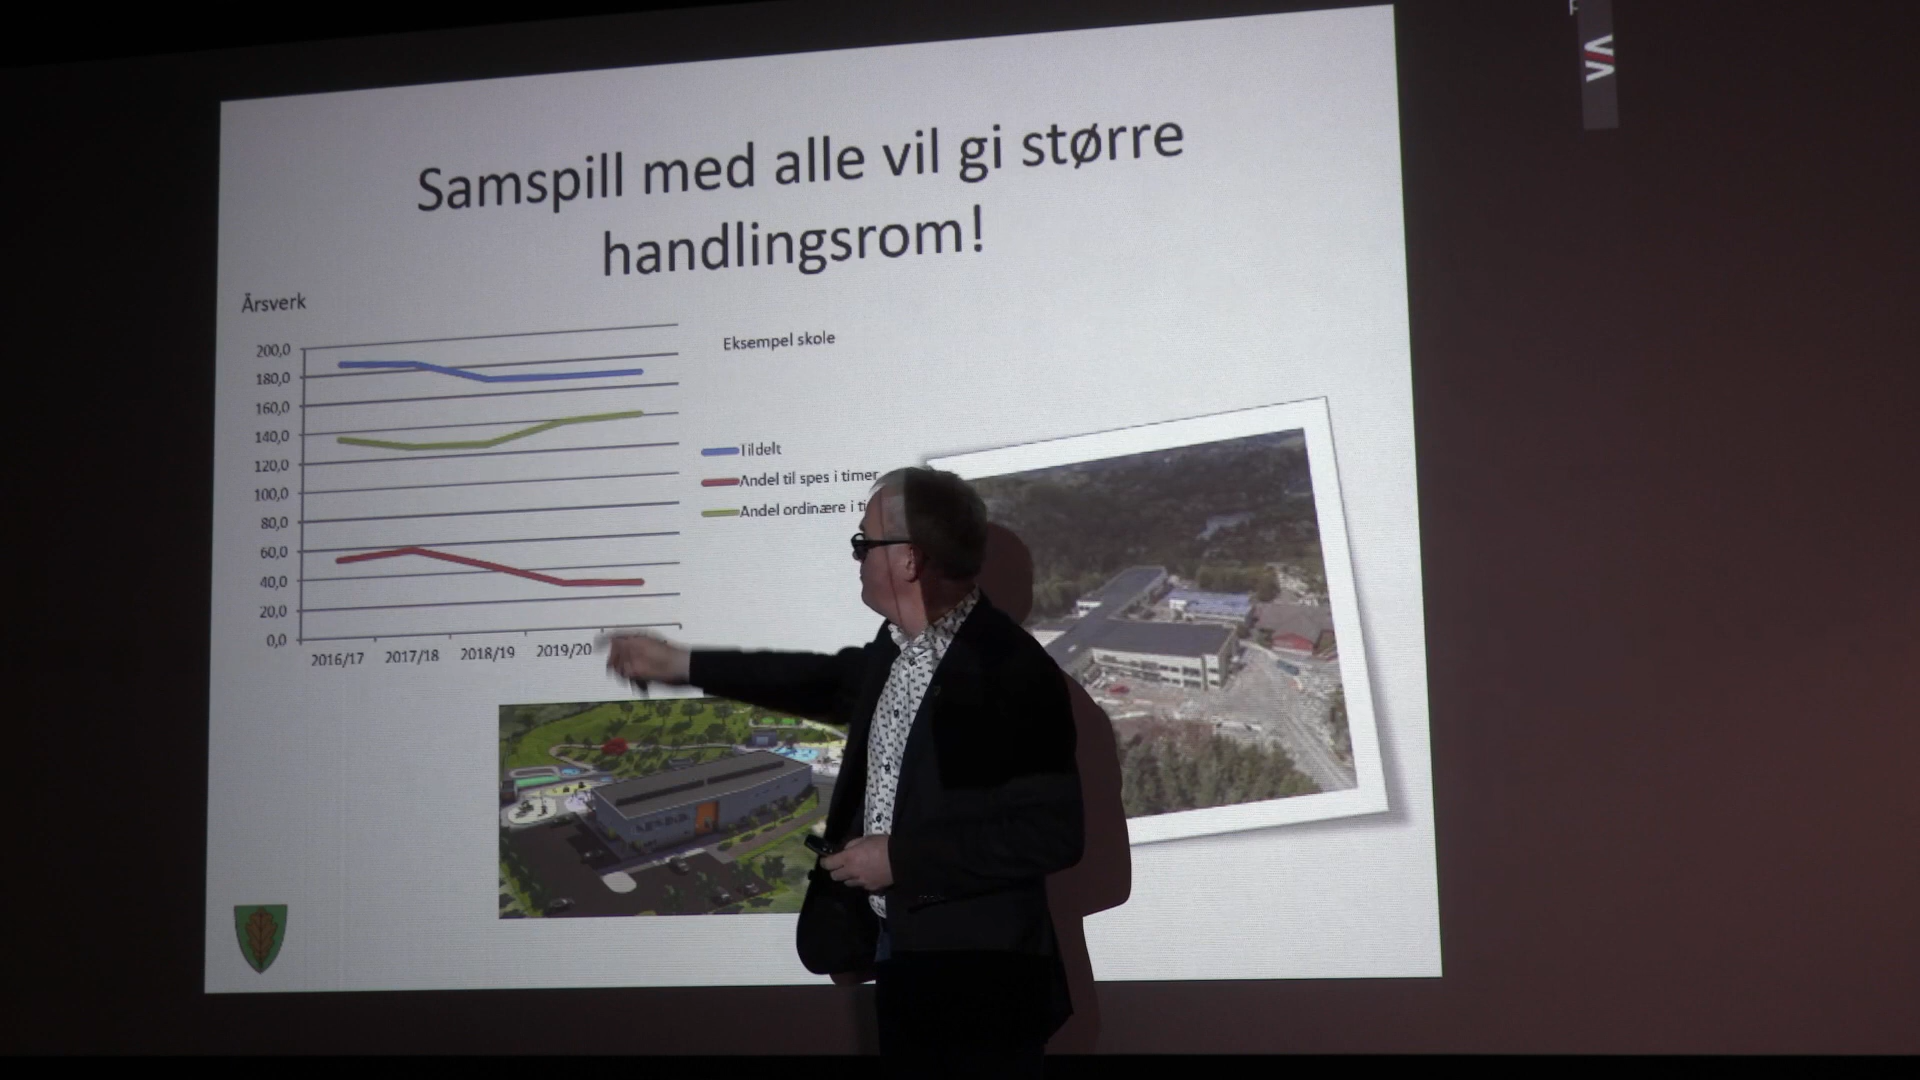 Samspill med alle vil gi større
handlingsrom!
Årsverk
Eksempel skole
200,0
180,0
160,0
140,0
120,0
100,0
80,0
60,0
40,0
20,0
0,0
2016/17 2017/18 2018/19 2019/20
Tildelt
Andel til spes i timer
Andel ordinære i